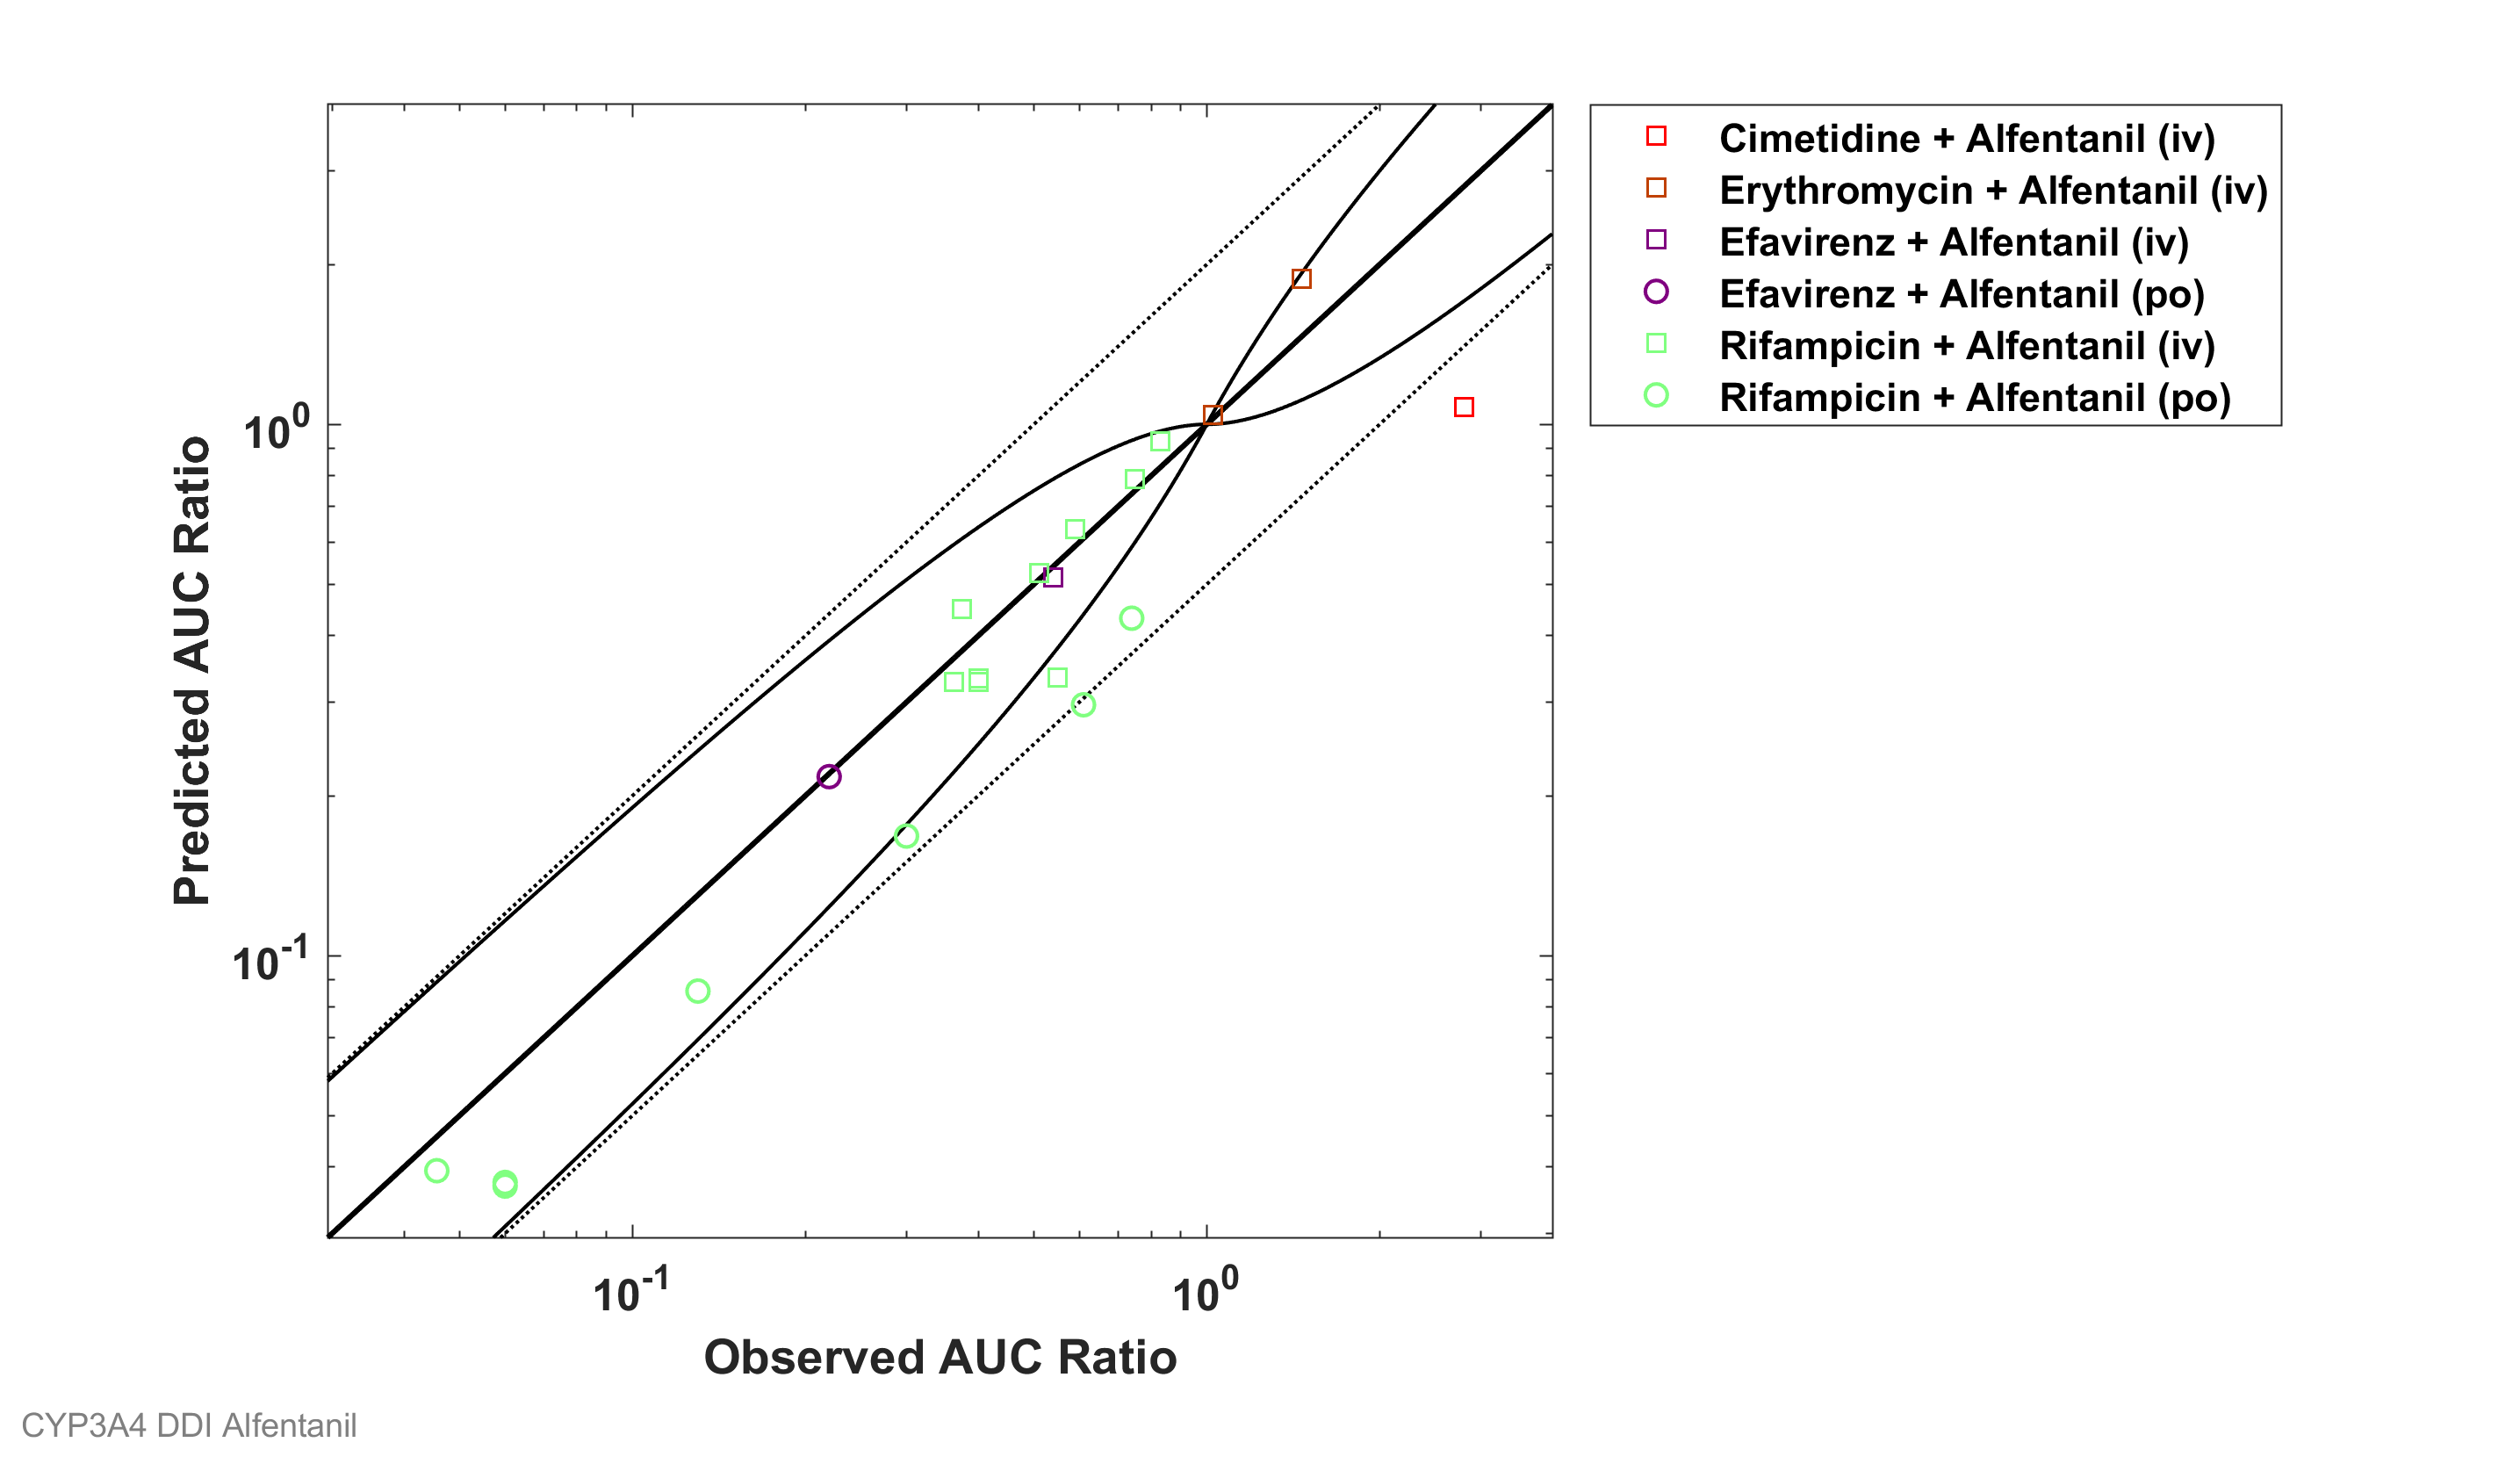 Cimetidine + Alfentanil (iv)
Erythromycin + Alfentanil (iv)
Efavirenz + Alfentanil (iv)
Efavirenz + Alfentanil (po)
Rifampicin + Alfentanil (iv)
Rifampicin + Alfentanil (po)
Predicted AUC Ratio
10^0
10^-1
10^-1 10^0
Observed AUC Ratio
CYP3A4 DDI Alfentanil